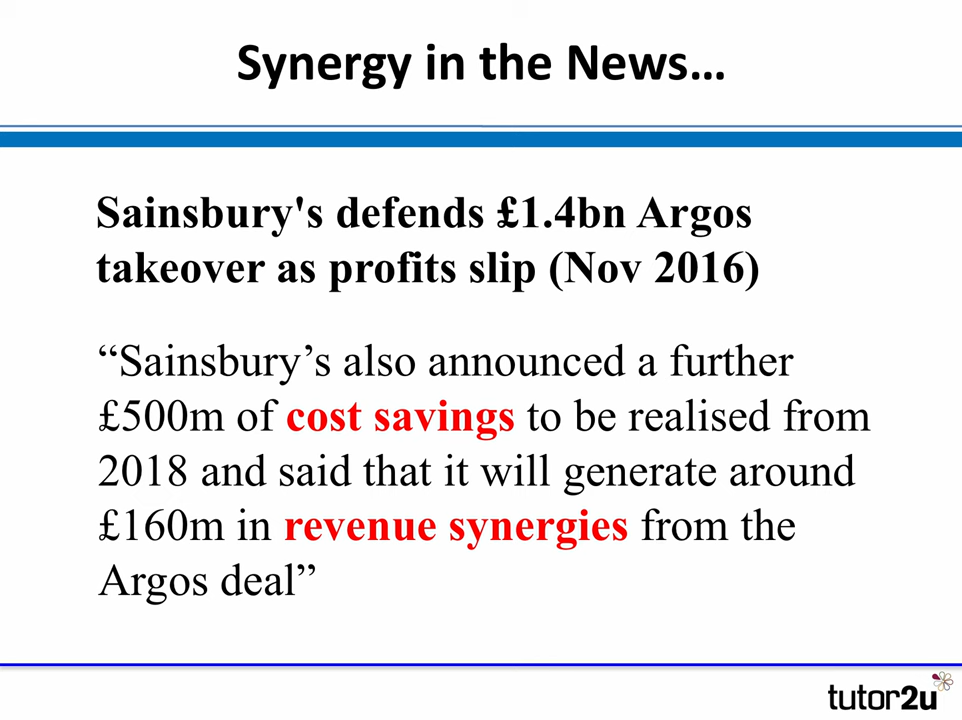 Synergy in the News…
Sainsbury's defends £1.4bn Argos
takeover as profits slip (Nov 2016)
“Sainsbury’s also announced a further
£500m of cost savings to be realised from
2018 and said that it will generate around
£160m in revenue synergies from the
Argos deal”
tutor2u